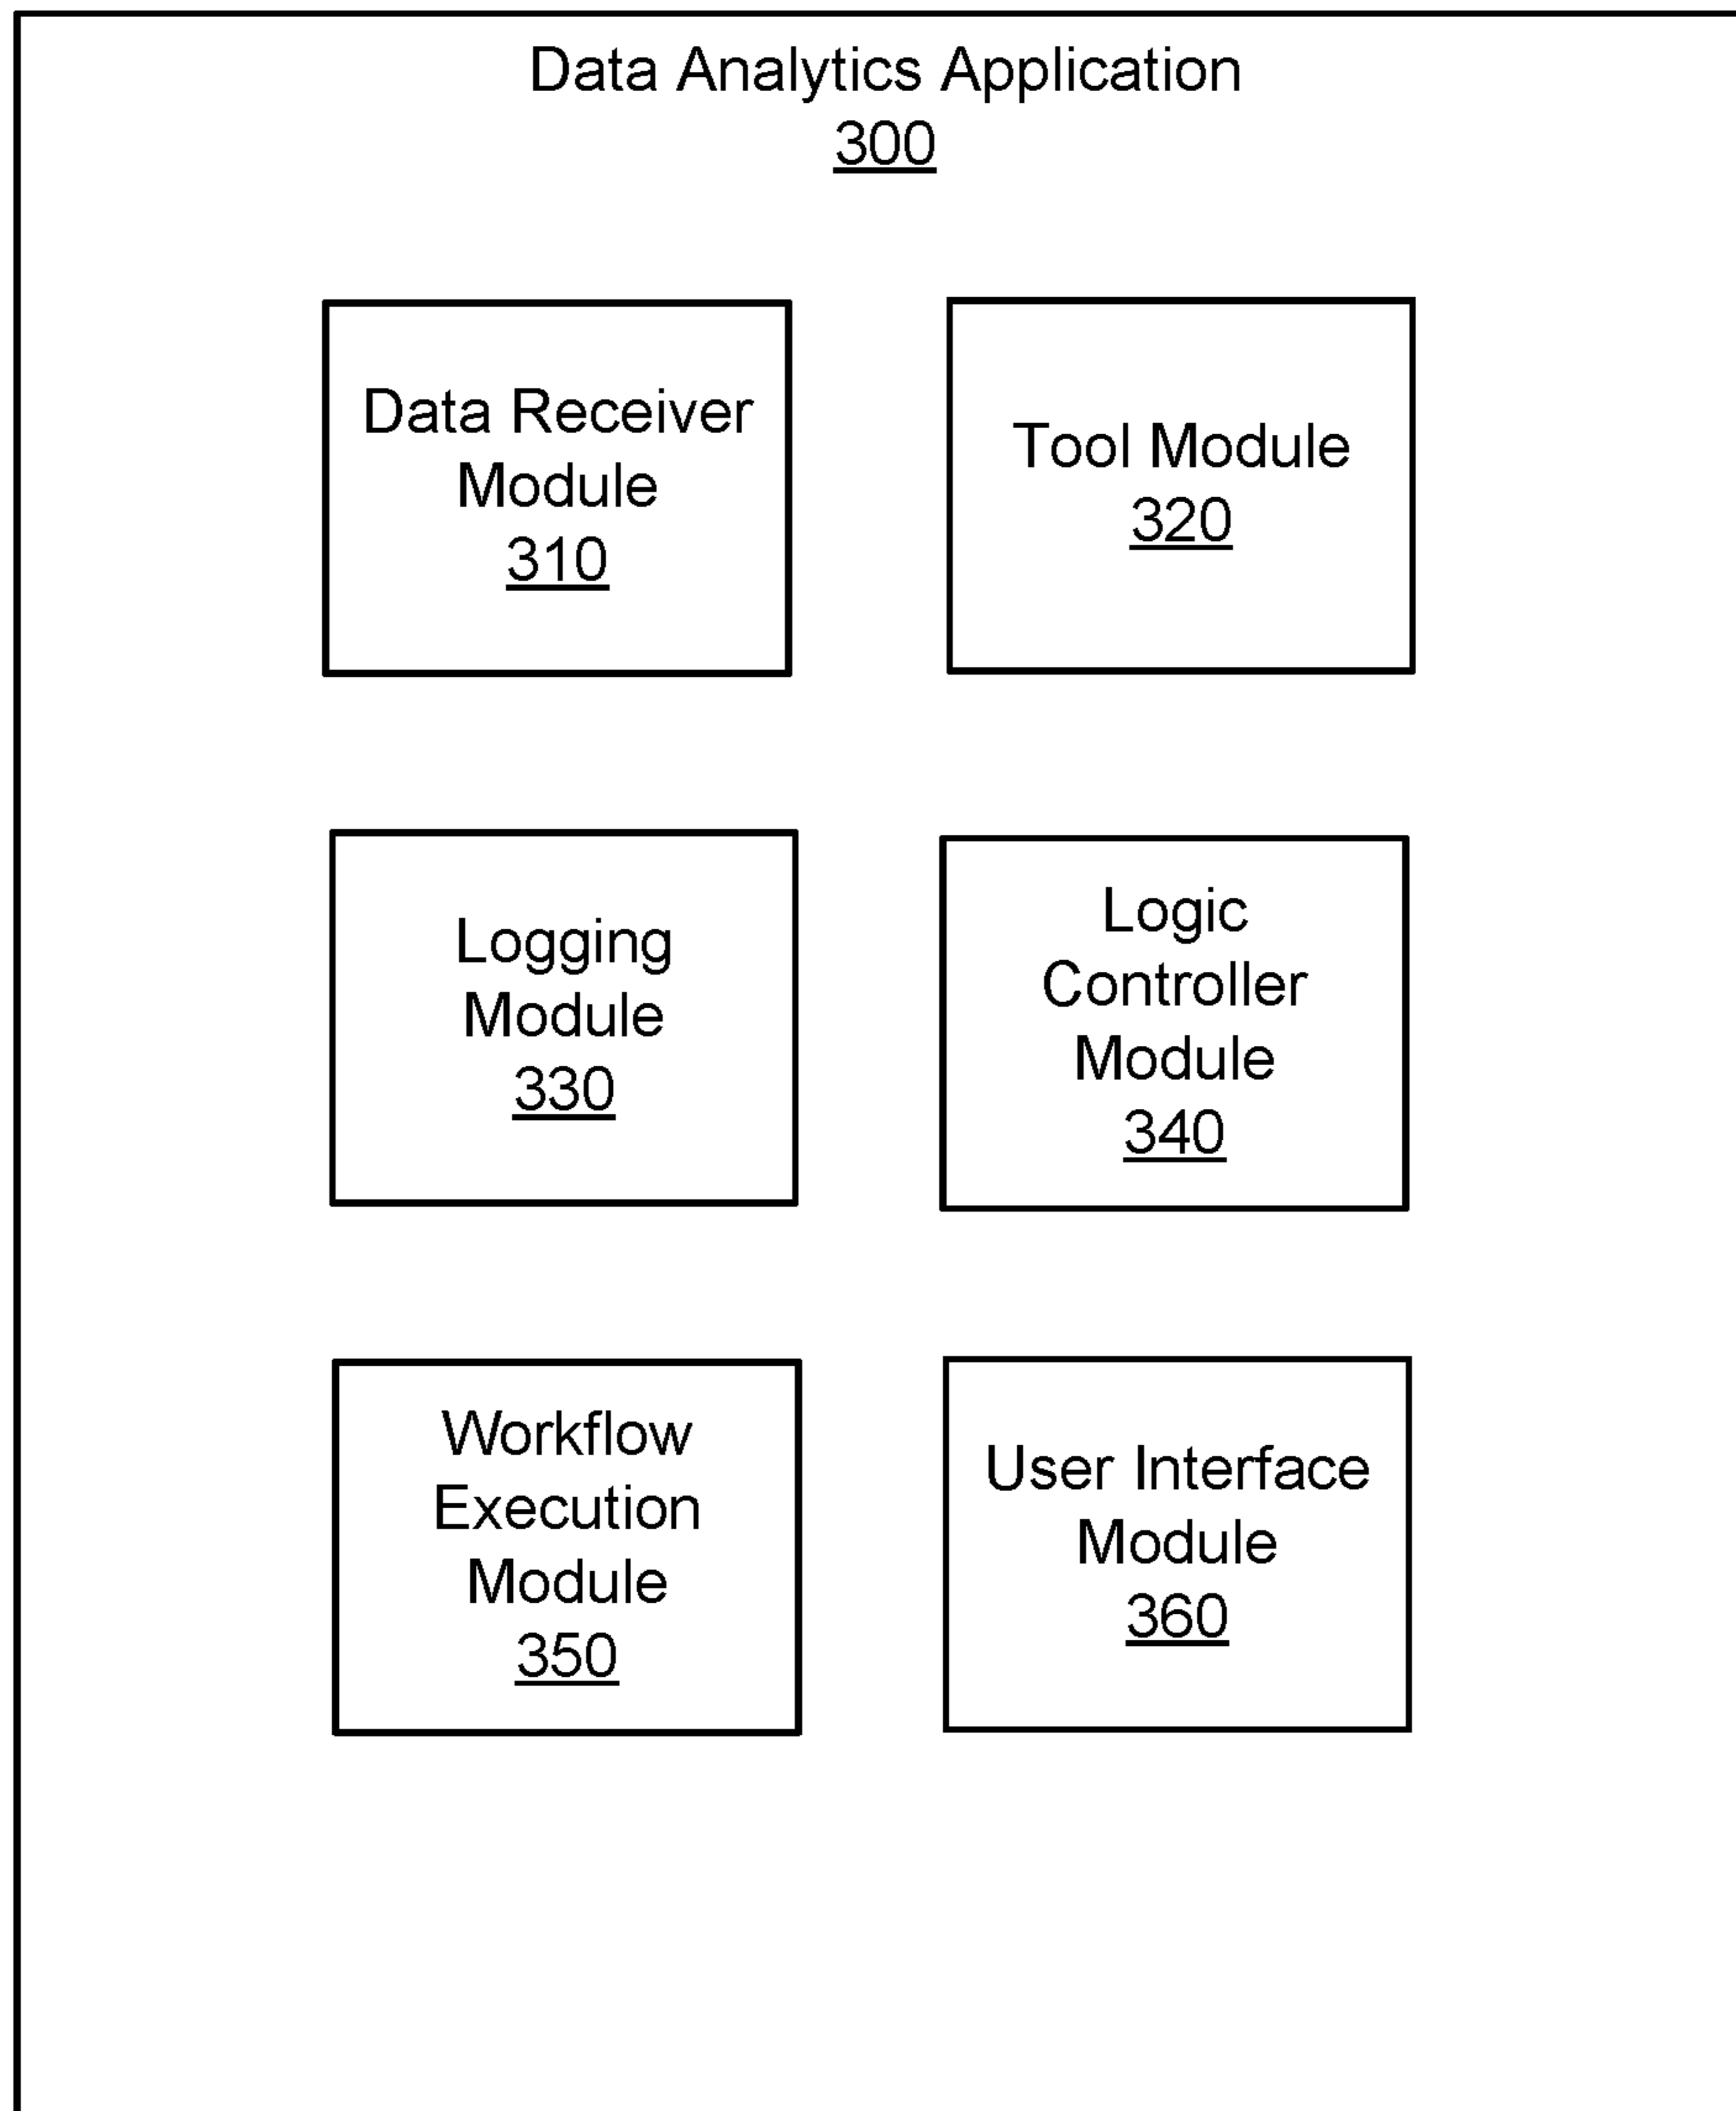 Data Analytics Application
300
Data Receiver
Module
310
Tool Module
320
Logging
Module
330
Logic
Controller
Module
340
Workflow
Execution
Module
350
User Interface
Module
360